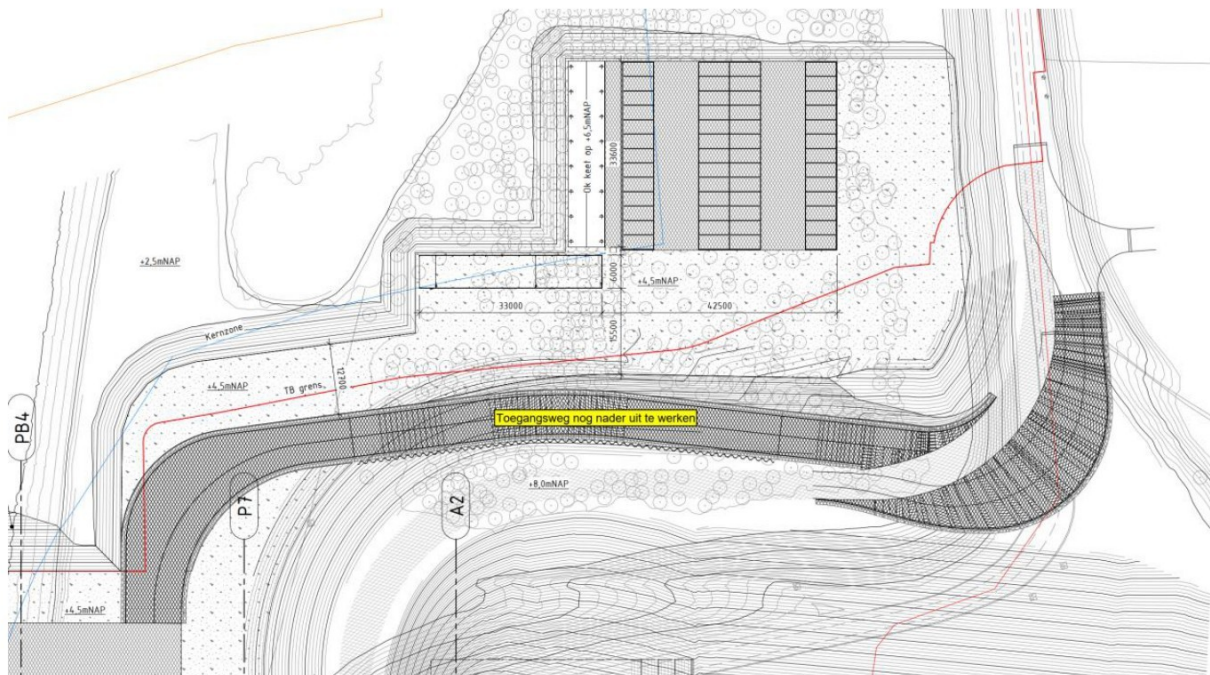 Ok keet op +6,5mNAP
33600
+2,5mNAP
6000
+4,5mNAP
33000
42500
15500
Kernzone
12700
+4,5mNAP
TB grens,
PB4
Toegangsweg nog nader uit te werken
P7
A2
+8,0mNAP
+4,5mNAP